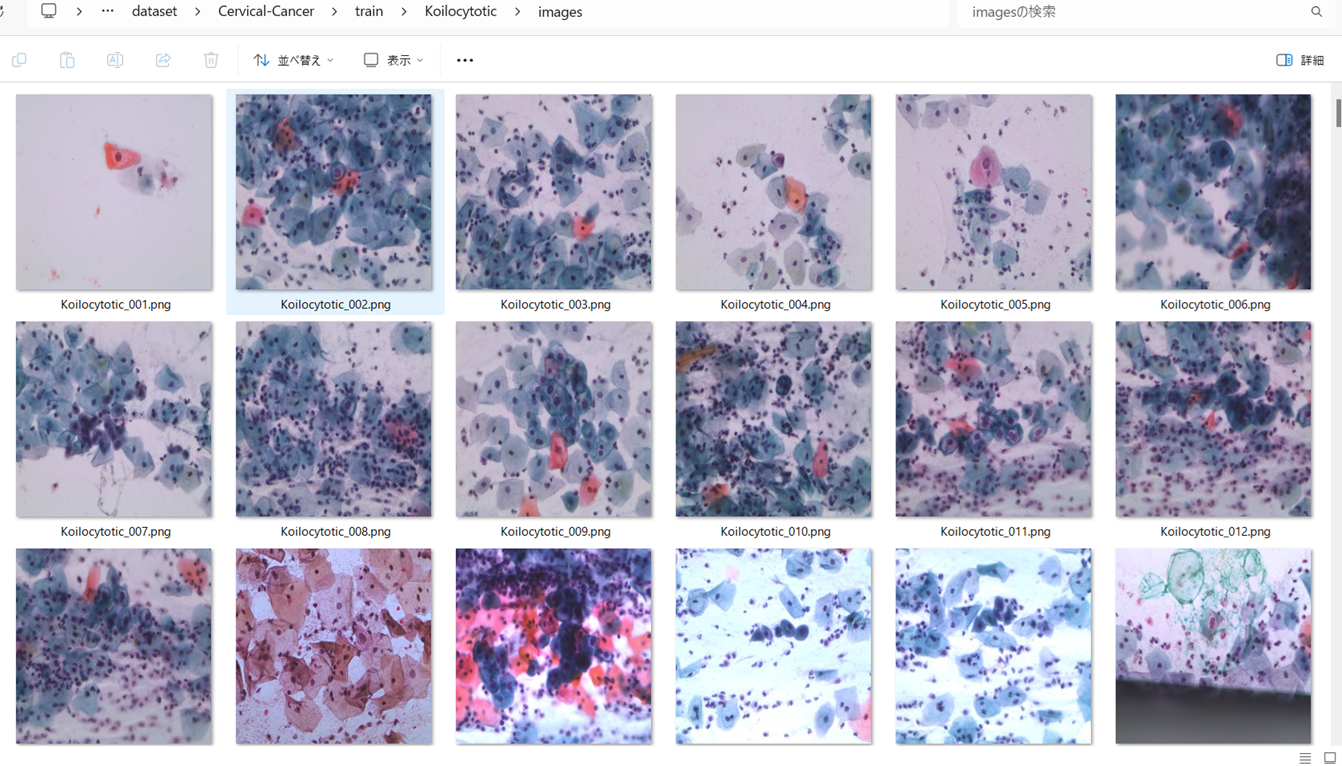 … dataset > Cervical-Cancer > train > Koilocytotic > images
imagesの検索
並べ替え 表示 … 詳細
Koilocytotic_001.png Koilocytotic_002.png Koilocytotic_003.png Koilocytotic_004.png Koilocytotic_005.png Koilocytotic_006.png
Koilocytotic_007.png Koilocytotic_008.png Koilocytotic_009.png Koilocytotic_010.png Koilocytotic_011.png Koilocytotic_012.png